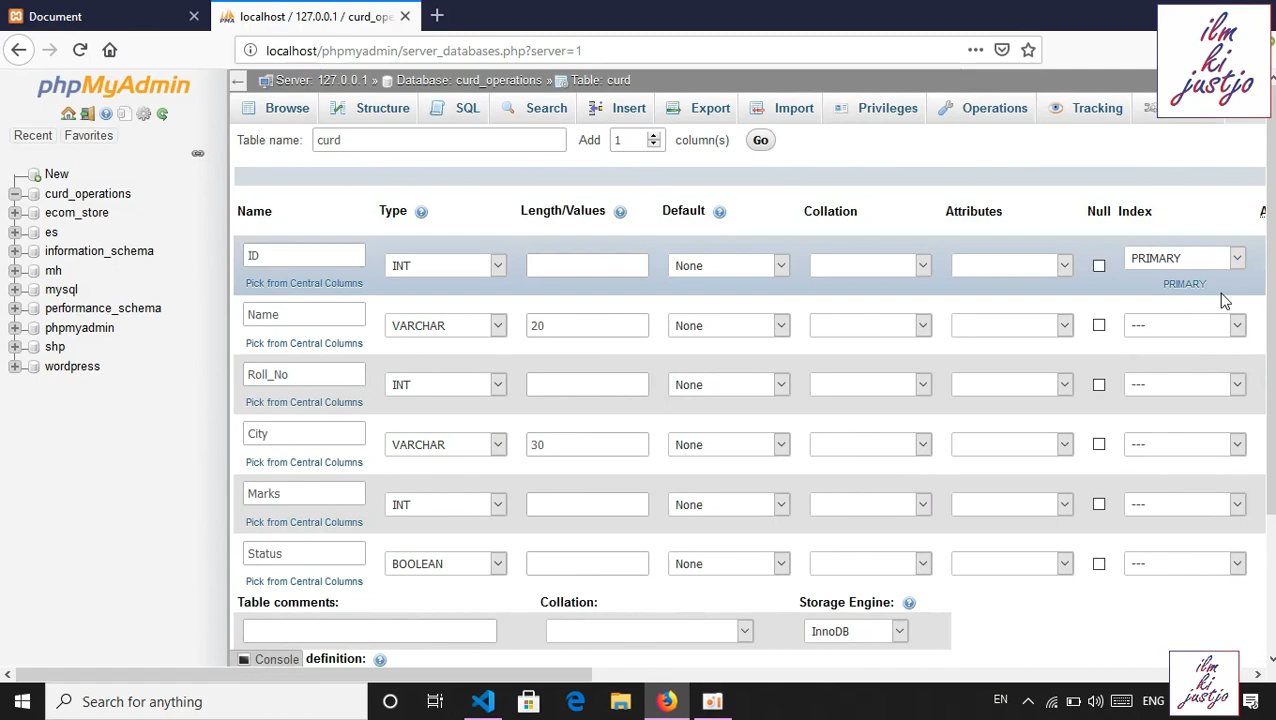 Document
localhost / 127.0.0.1 / curd_ope
localhost/phpmyadmin/server_databases.php?server=1
ilm
ki
justjo
phpMyAdmin
Recent
Favorites
New
curd_operations
ecom_store
es
information_schema
mh
mysql
performance_schema
phpmyadmin
shp
wordpress
Server: 127.0.0.1 » Database: curd_operations » Table: curd
Browse Structure SQL Search Insert Export Import Privileges Operations Tracking
Table name: curd Add 1 column(s) Go
Name Type Length/Values Default Collation Attributes Null Index
ID INT None PRIMARY
Pick from Central Columns PRIMARY
Name VARCHAR 20 None ---
Pick from Central Columns
Roll_No INT None ---
Pick from Central Columns
City VARCHAR 30 None ---
Pick from Central Columns
Marks INT None ---
Pick from Central Columns
Status BOOLEAN None ---
Pick from Central Columns
Table comments: Collation: Storage Engine:
InnoDB
Console definition:
Search for anything
EN
ENG
ilm
ki
justjo